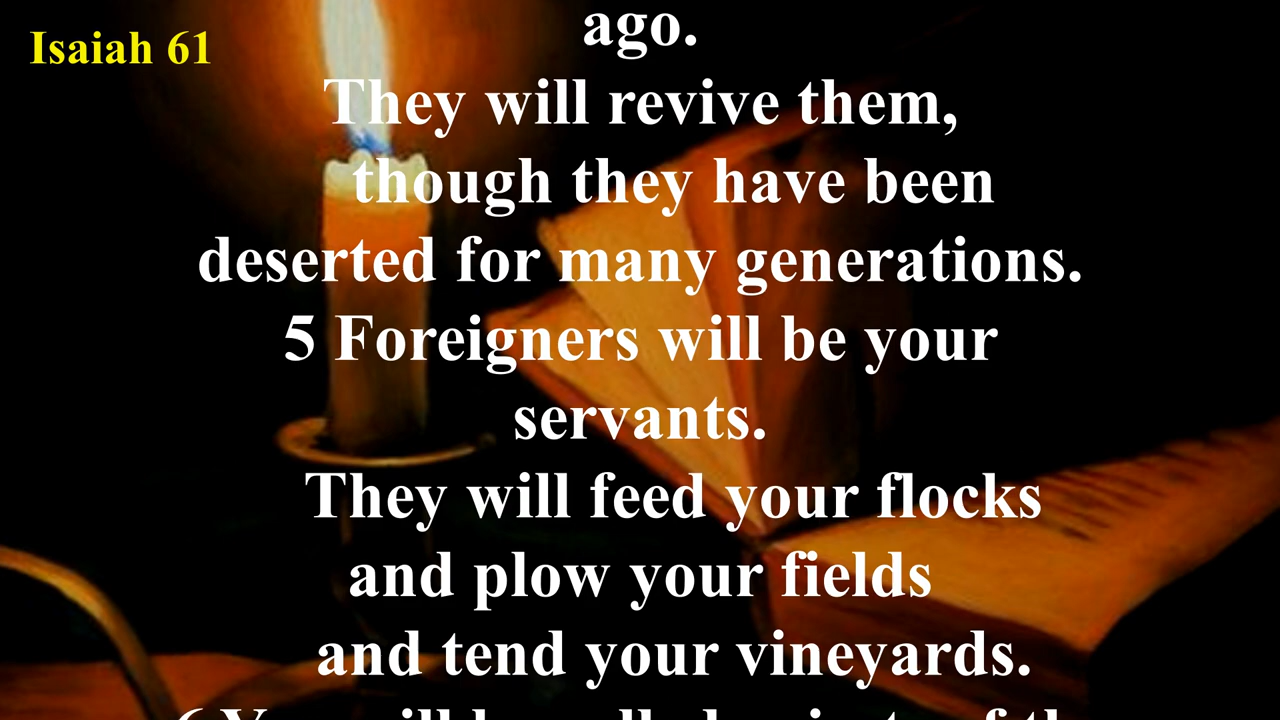 Isaiah 61
ago.
They will revive them,
though they have been
deserted for many generations.
5 Foreigners will be your
servants.
They will feed your flocks
and plow your fields
and tend your vineyards.